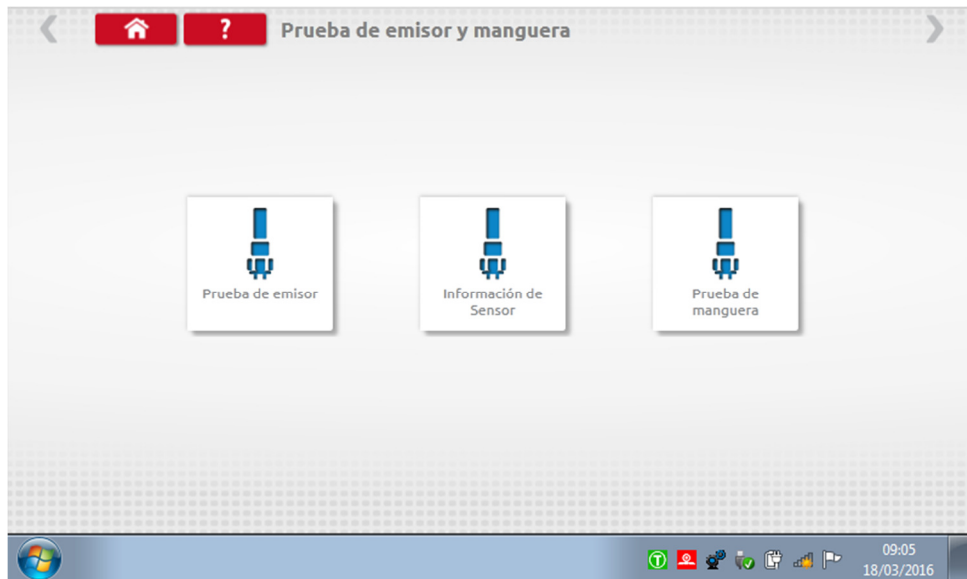 ? Prueba de emisor y manguera
Prueba de emisor
Información de
Sensor
Prueba de
manguera
09:05
18/03/2016